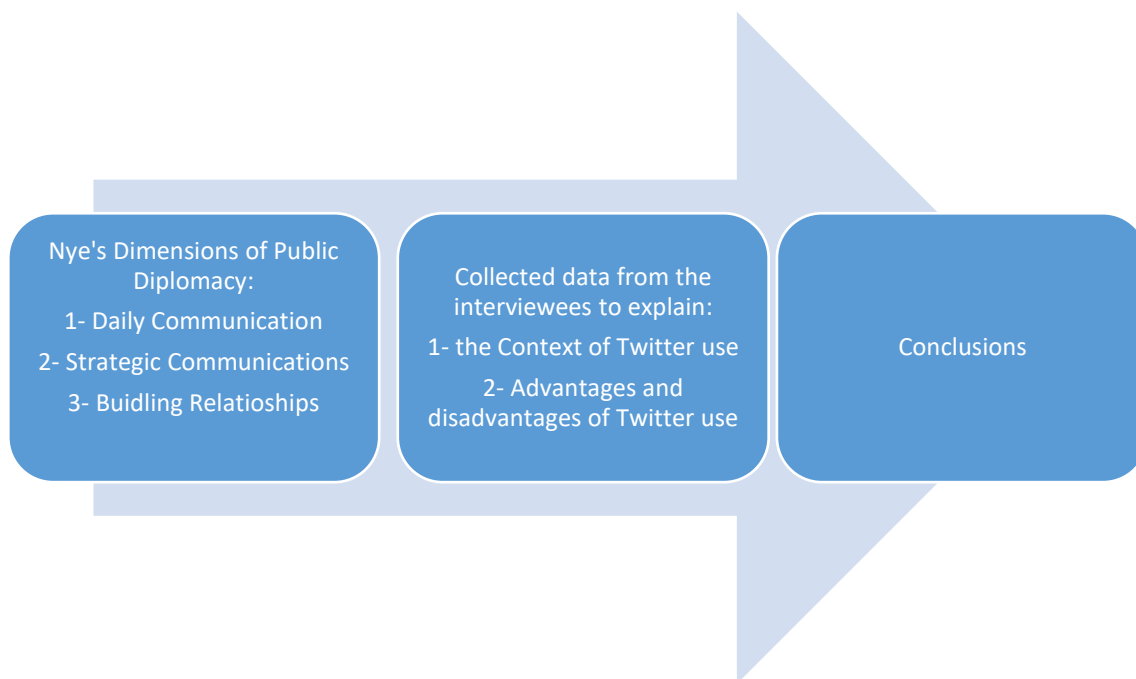 Nye's Dimensions of Public
Diplomacy:
1- Daily Communication
2- Strategic Communications
3- Buidling Relatioships
Collected data from the
interviewees to explain:
1- the Context of Twitter use
2- Advantages and
disadvantages of Twitter use
Conclusions